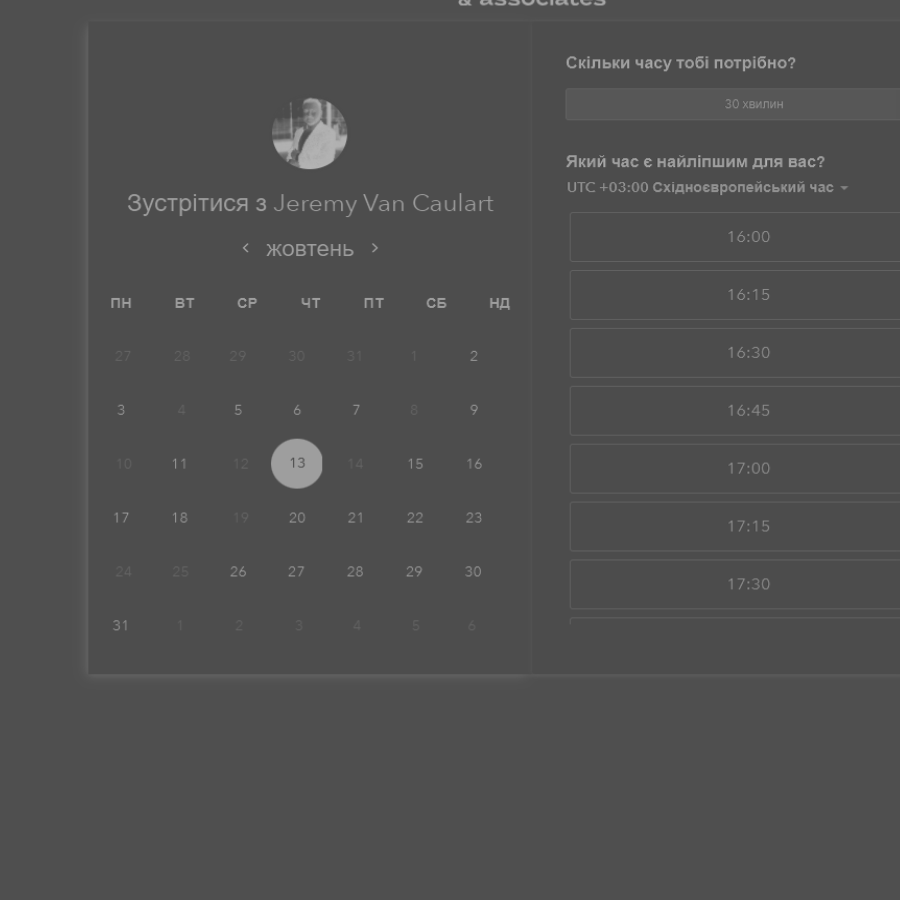 & associates
Зустрітися з Jeremy Van Caulart
жовтень
ПН ВТ СР ЧТ ПТ СБ НД
27 28 29 30 31 1 2
3 4 5 6 7 8 9
10 11 12 13 14 15 16
17 18 19 20 21 22 23
24 25 26 27 28 29 30
31 1 2 3 4 5 6
Скільки часу тобі потрібно?
30 хвилин
Який час є найліпшим для вас?
UTC +03:00 Східноєвропейський час
16:00
16:15
16:30
16:45
17:00
17:15
17:30